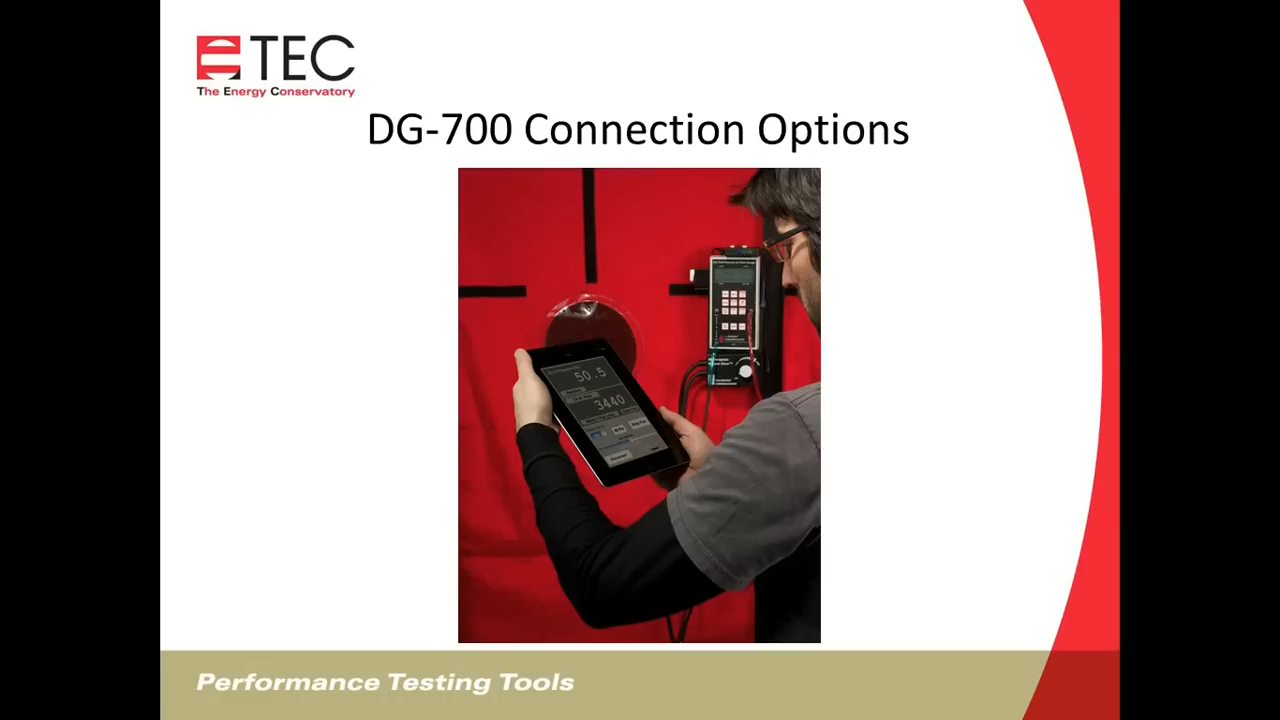 TEC
The Energy Conservatory
DG-700 Connection Options
50.5
3440
Performance Testing Tools